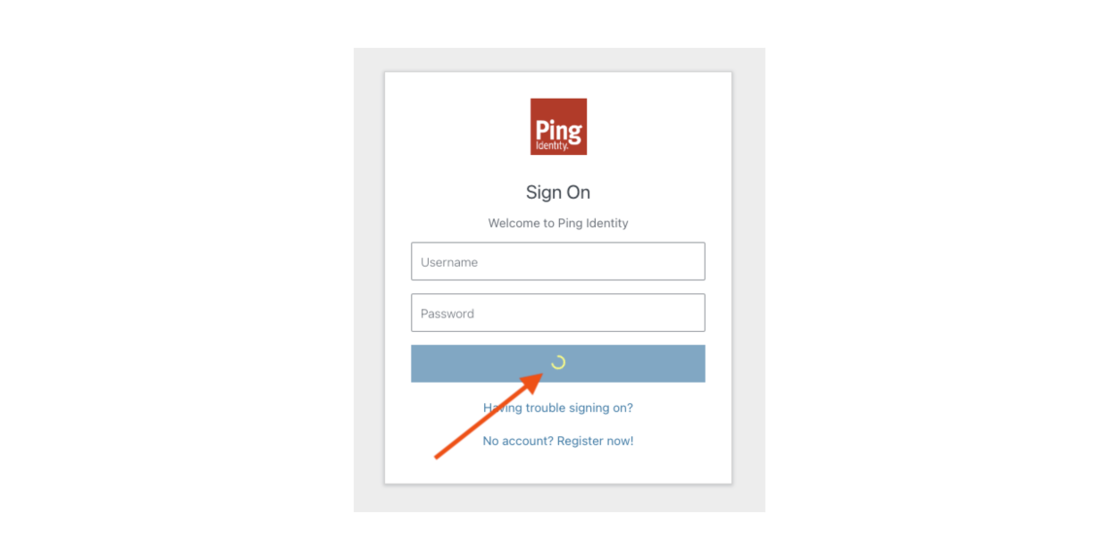 Ping
Identity.
Sign On
Welcome to Ping Identity
Username
Password
Having trouble signing on?
No account? Register now!